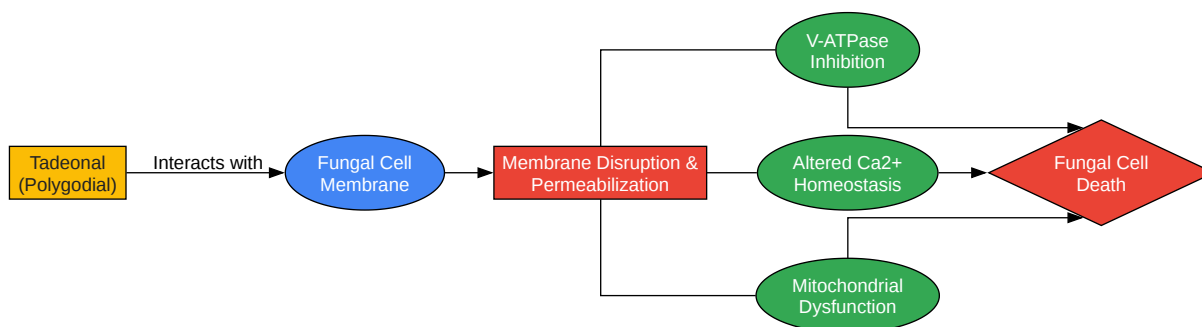 Tadeonal
(Polygodial)
Interacts with
Fungal Cell
Membrane
Membrane Disruption &
Permeabilization
V-ATPase
Inhibition
Altered Ca2+
Homeostasis
Mitochondrial
Dysfunction
Fungal Cell
Death